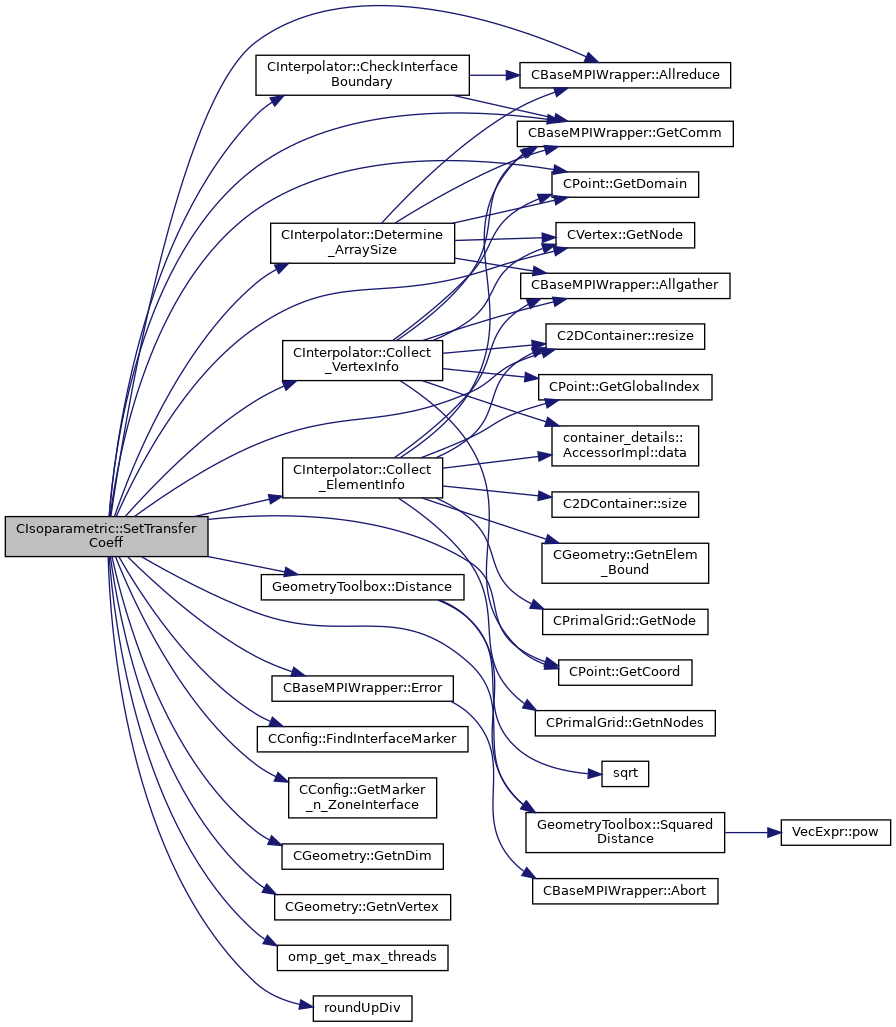 CIsoparametric::SetTransfer
Coeff
CInterpolator::CheckInterface
Boundary
CInterpolator::Determine
_ArraySize
CInterpolator::Collect
_VertexInfo
CInterpolator::Collect
_ElementInfo
GeometryToolbox::Distance
CBaseMPIWrapper::Error
CConfig::FindInterfaceMarker
CConfig::GetMarker
_n_ZoneInterface
CGeometry::GetnDim
CGeometry::GetnVertex
omp_get_max_threads
roundUpDiv
CBaseMPIWrapper::Allreduce
CBaseMPIWrapper::GetComm
CPoint::GetDomain
CVertex::GetNode
CBaseMPIWrapper::Allgather
C2DContainer::resize
CPoint::GetGlobalIndex
container_details::
AccessorImpl::data
C2DContainer::size
CGeometry::GetnElem
_Bound
CPrimalGrid::GetNode
CPoint::GetCoord
CPrimalGrid::GetnNodes
sqrt
GeometryToolbox::Squared
Distance
CBaseMPIWrapper::Abort
VecExpr::pow